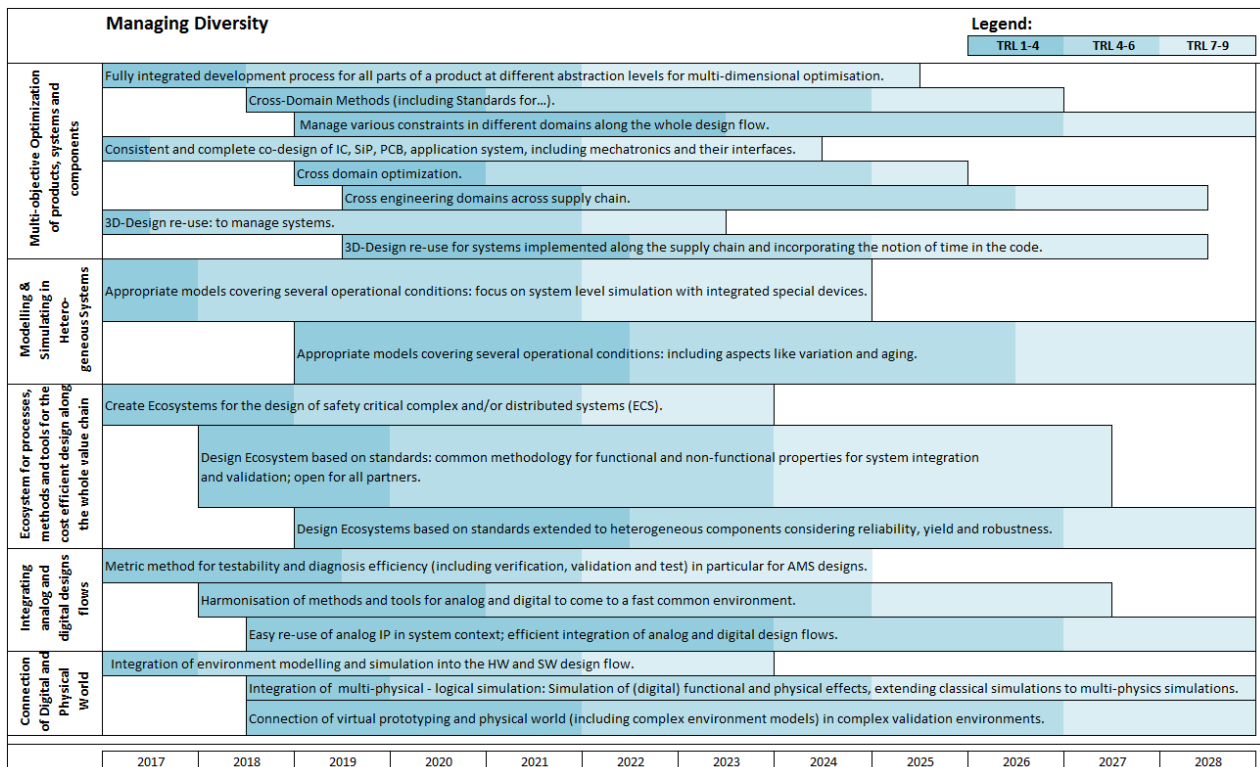 Managing Diversity
Legend:
TRL 1-4 TRL 4-6 TRL 7-9
Multi-objective Optimization
of products, systems and
components
Fully integrated development process for all parts of a product at different abstraction levels for multi-dimensional optimisation.
Cross-Domain Methods (including Standards for...).
Manage various constraints in different domains along the whole design flow.
Consistent and complete co-design of IC, SiP, PCB, application system, including mechatronics and their interfaces.
Cross domain optimization.
Cross engineering domains across supply chain.
3D-Design re-use: to manage systems.
3D-Design re-use for systems implemented along the supply chain and incorporating the notion of time in the code.
Modelling &
Simulating in
Hetero-
geneous Systems
Appropriate models covering several operational conditions: focus on system level simulation with integrated special devices.
Appropriate models covering several operational conditions: including aspects like variation and aging.
Ecosystem for processes,
methods and tools for the
cost efficient design along
the whole value chain
Create Ecosystems for the design of safety critical complex and/or distributed systems (ECS).
Design Ecosystem based on standards: common methodology for functional and non-functional properties for system integration
and validation; open for all partners.
Design Ecosystems based on standards extended to heterogeneous components considering reliability, yield and robustness.
Integrating
analog and
digital designs
flows
Metric method for testability and diagnosis efficiency (including verification, validation and test) in particular for AMS designs.
Harmonisation of methods and tools for analog and digital to come to a fast common environment.
Easy re-use of analog IP in system context; efficient integration of analog and digital design flows.
Connection
of Digital and
Physical
World
Integration of environment modelling and simulation into the HW and SW design flow.
Integration of multi-physical - logical simulation: Simulation of (digital) functional and physical effects, extending classical simulations to multi-physics simulations.
Connection of virtual prototyping and physical world (including complex environment models) in complex validation environments.
2017 2018 2019 2020 2021 2022 2023 2024 2025 2026 2027 2028